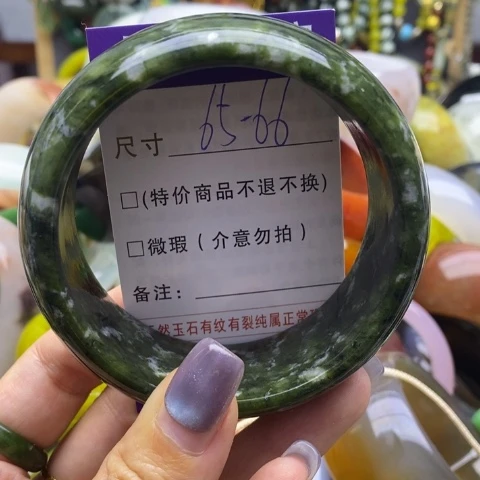 尺寸 65-66
□(特价商品不退不换)
□微瑕（介意勿拍）
备注：
然玉石有纹有裂纯属正常